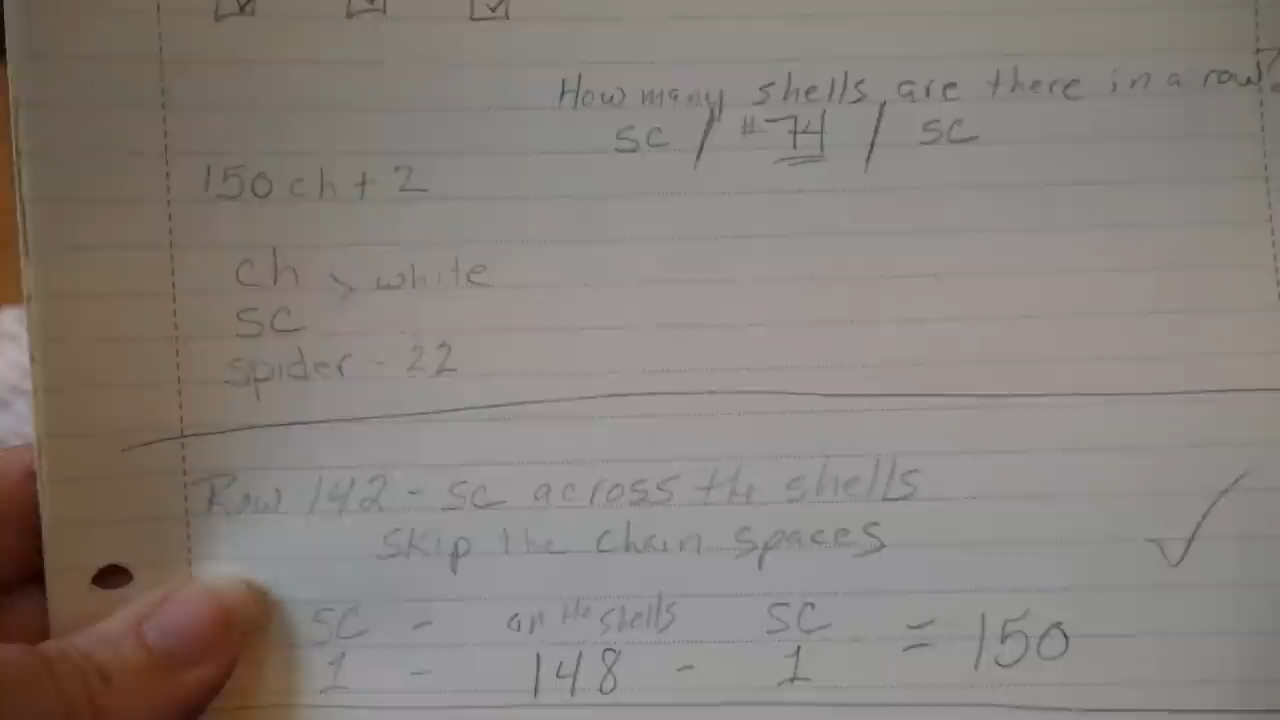 How many shells are there in a row?
SC / #74 / SC
150 ch + 2
ch > white
SC
spider - 22
Row 142 - SC across the shells
skip the chain spaces
SC - on the shells SC = 150
1 - 148 - 1